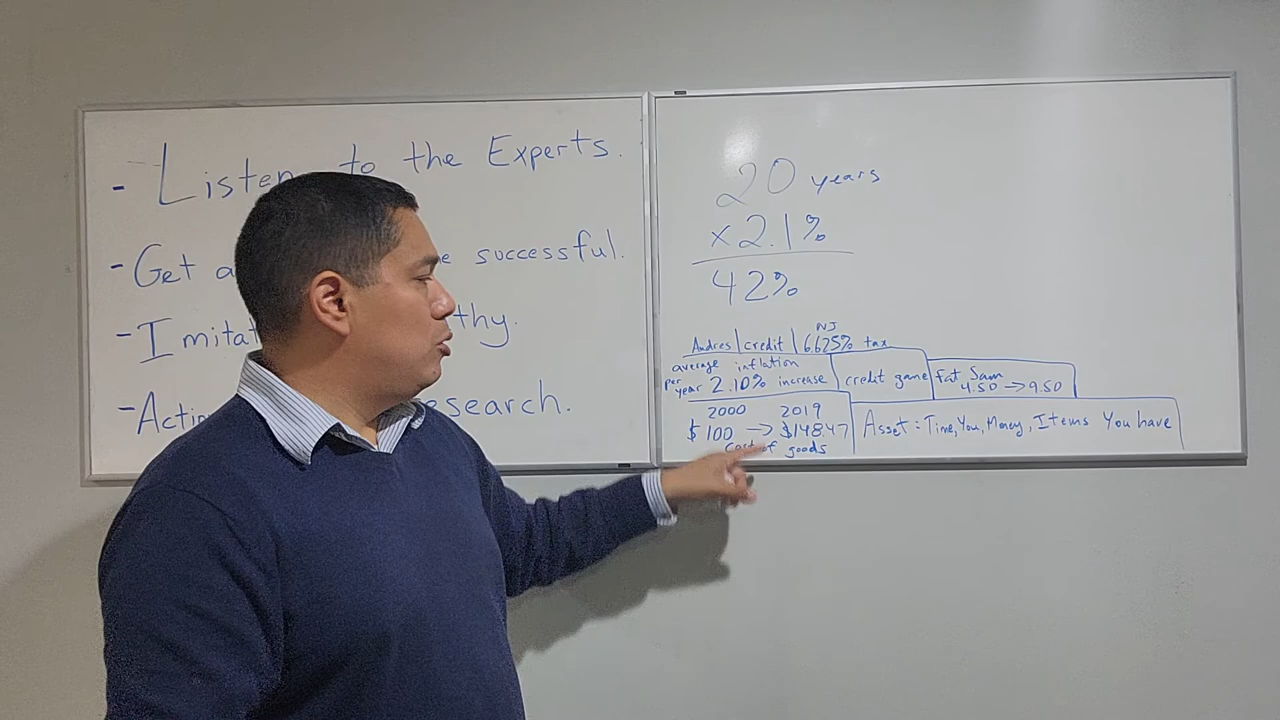 - Listen to the Experts.
- Get a e successful.
- Imitat thy.
- Actin esearch.
20 years
x 2.1%
42%
Andres | credit | NJ 6.625% tax
average inflation
per year 2.10% increase
credit game
Fat Sam
4.50 → 9.50
2000 2019
$100 → $148.47
cost of goods
Asset: Time, You, Money, Items You have